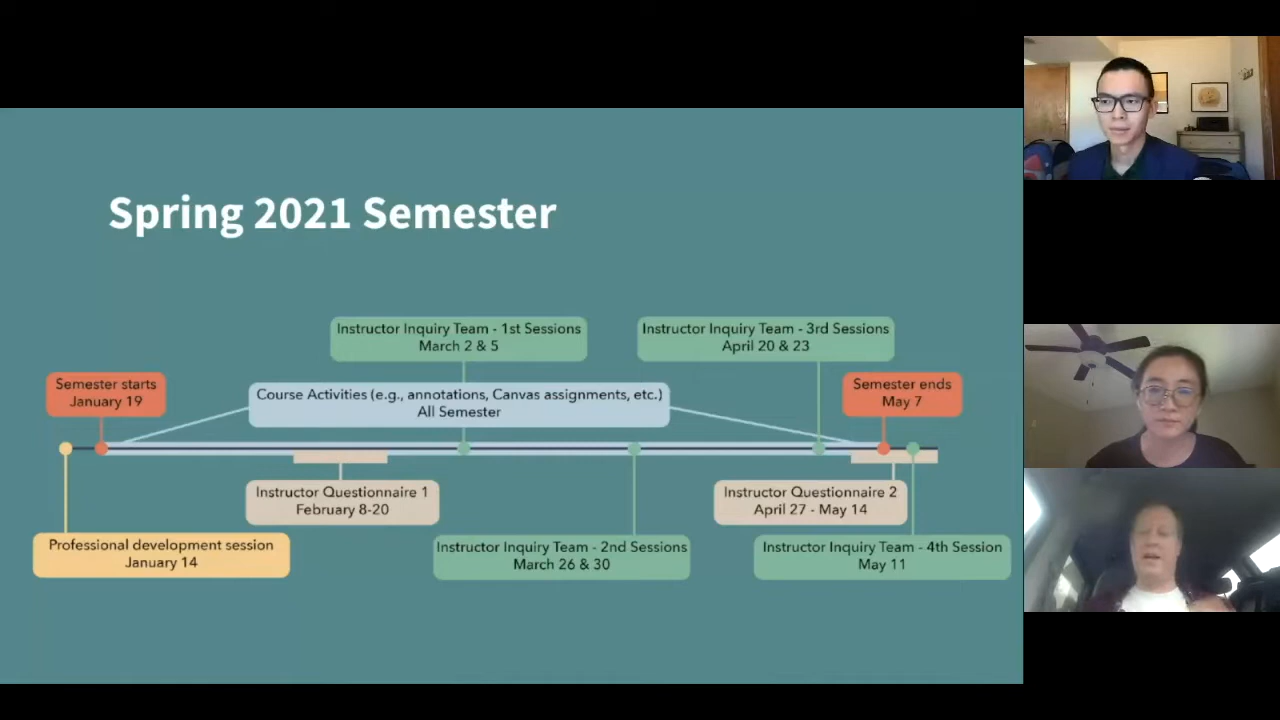 Spring 2021 Semester
Instructor Inquiry Team - 1st Sessions
March 2 & 5
Instructor Inquiry Team - 3rd Sessions
April 20 & 23
Semester starts
January 19
Course Activities (e.g., annotations, Canvas assignments, etc.)
All Semester
Semester ends
May 7
Instructor Questionnaire 1
February 8-20
Instructor Questionnaire 2
April 27 - May 14
Professional development session
January 14
Instructor Inquiry Team - 2nd Sessions
March 26 & 30
Instructor Inquiry Team - 4th Session
May 11